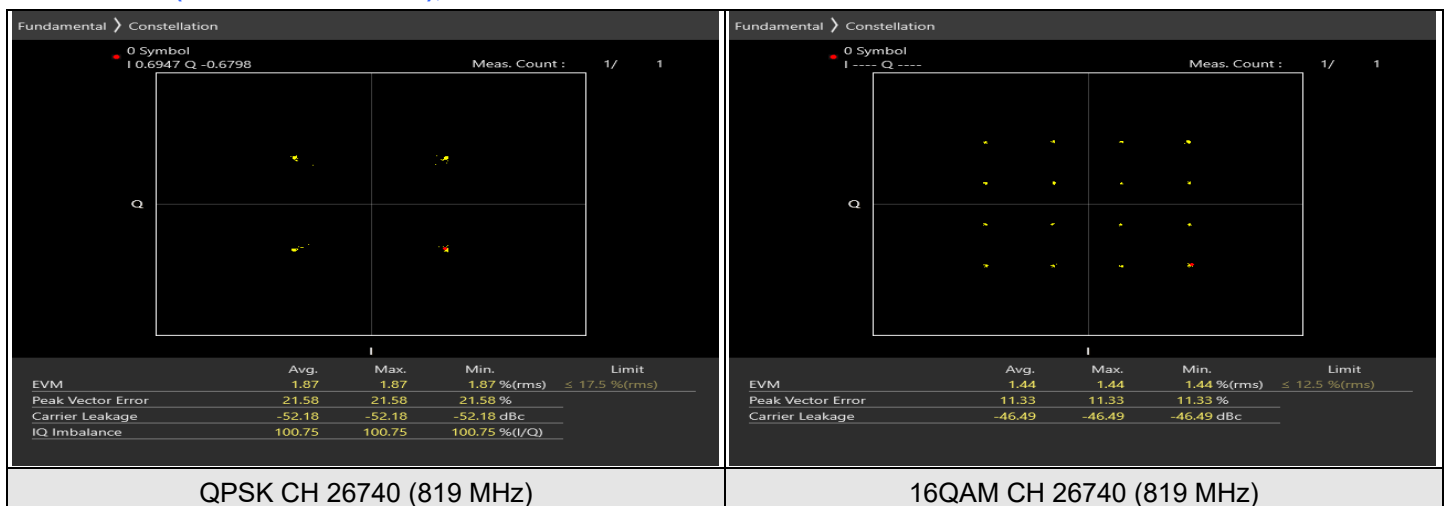 Fundamental > Constellation
0 Symbol
I 0.6947 Q -0.6798
Meas. Count : 1/ 1
Q
I
Avg. Max. Min. Limit
EVM 1.87 1.87 1.87 %(rms) ≤ 17.5 %(rms)
Peak Vector Error 21.58 21.58 21.58 %
Carrier Leakage -52.18 -52.18 -52.18 dBc
IQ Imbalance 100.75 100.75 100.75 %(I/Q)
QPSK CH 26740 (819 MHz)
Fundamental > Constellation
0 Symbol
I ---- Q ----
Meas. Count : 1/ 1
Q
I
Avg. Max. Min. Limit
EVM 1.44 1.44 1.44 %(rms) ≤ 12.5 %(rms)
Peak Vector Error 11.33 11.33 11.33 %
Carrier Leakage -46.49 -46.49 -46.49 dBc
16QAM CH 26740 (819 MHz)